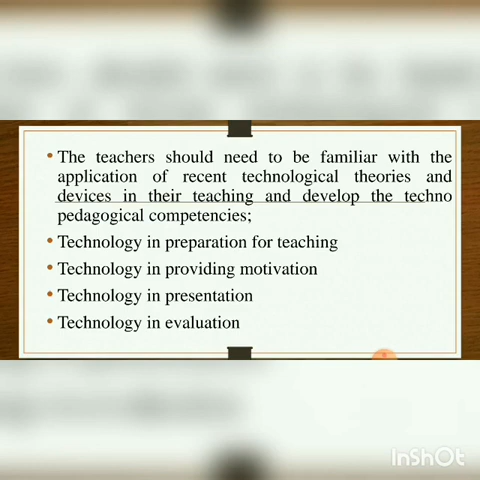 • The teachers should need to be familiar with the
application of recent technological theories and
devices in their teaching and develop the techno
pedagogical competencies;
• Technology in preparation for teaching
• Technology in providing motivation
• Technology in presentation
• Technology in evaluation
InShOt